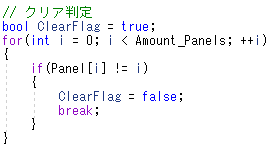 // クリア判定
bool ClearFlag = true;
for(int i = 0; i < Amount_Panels; ++i)
{
    if(Panel[i] != i)
    {
        ClearFlag = false;
        break;
    }
}